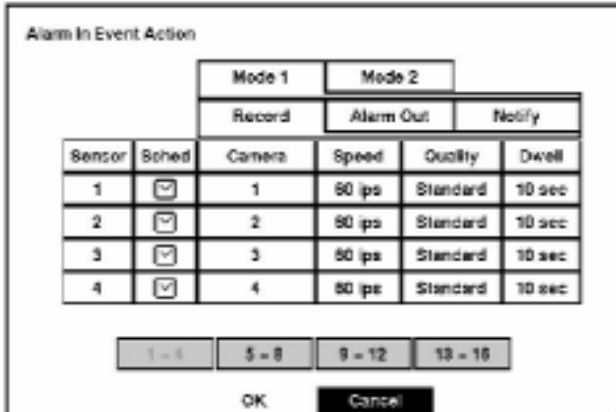 Alarm In Event Action
Mode 1 Mode 2
Record Alarm Out Notify
Sensor Sched Camera Speed Quality Dwell
1 1 60 ips Standard 10 sec
2 2 60 ips Standard 10 sec
3 3 60 ips Standard 10 sec
4 4 60 ips Standard 10 sec
1 – 4 5 – 8 9 – 12 13 – 16
OK Cancel